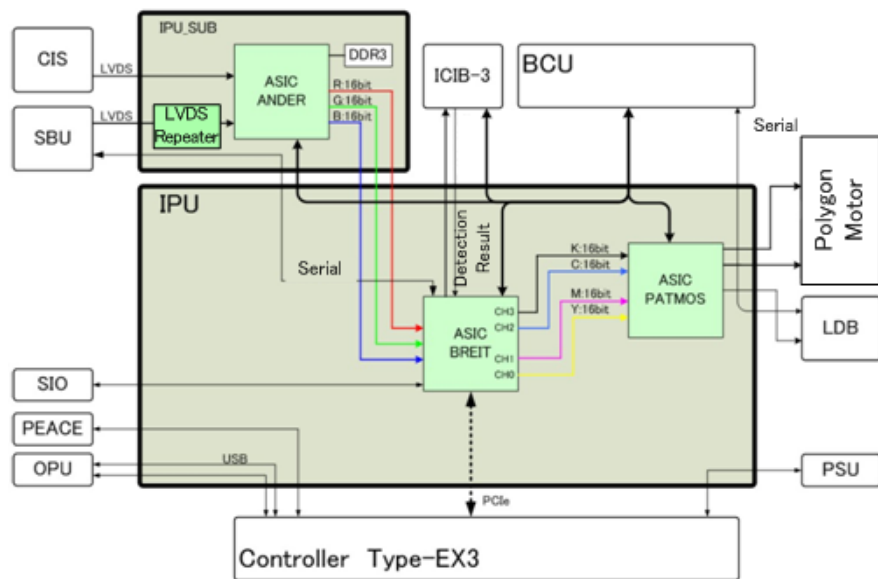 IPU_SUB
CIS
LVDS
ASIC
ANDER
DDR3
ICIB-3
BCU
R:16bit
G:16bit
B:16bit
SBU
LVDS
LVDS
Repeater
Serial
Polygon
Motor
IPU
Serial
Detection
Result
K:16bit
C:16bit
M:16bit
Y:16bit
ASIC
PATMOS
CH3
CH2
CH1
CH0
ASIC
BREIT
LDB
SIO
PEACE
OPU
USB
PSU
PCIe
Controller Type-EX3